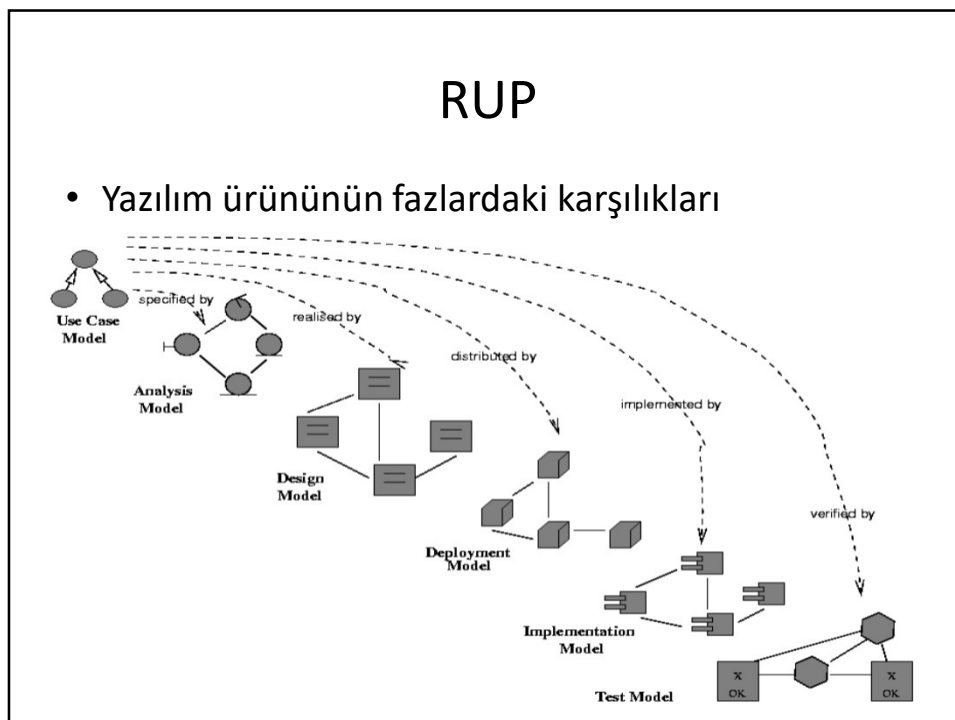 RUP
• Yazılım ürününün fazlardaki karşılıkları
specified by
realised by
distributed by
implemented by
verified by
Use Case
Model
Analysis
Model
Design
Model
Deployment
Model
Implementation
Model
Test Model
X
OK
X
OK